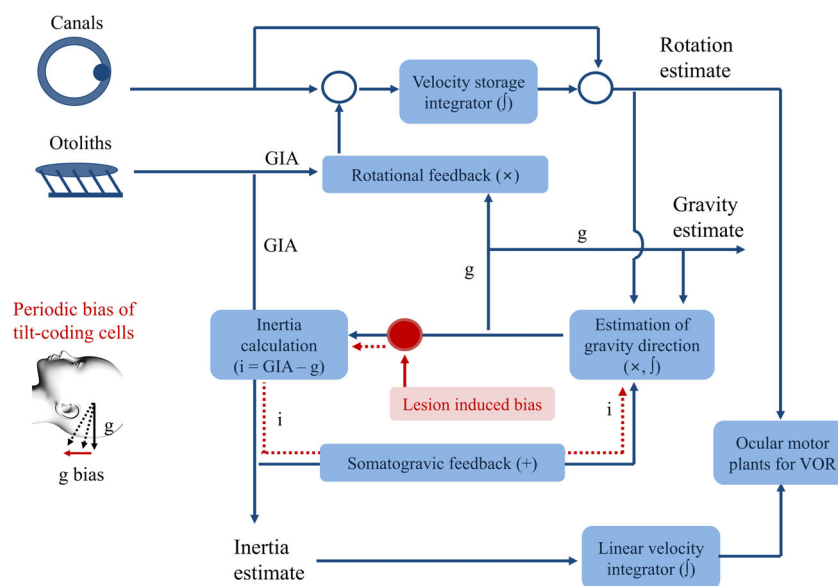 Canals
Rotation
estimate
Velocity storage
integrator (∫)
Otoliths
GIA
Rotational feedback (×)
Gravity
estimate
g
GIA
g
Periodic bias of
tilt-coding cells
Inertia
calculation
(i = GIA – g)
Estimation of
gravity direction
(×, ∫)
Lesion induced bias
g
i
i
g bias
Somatogravic feedback (+)
Ocular motor
plants for VOR
Inertia
estimate
Linear velocity
integrator (∫)